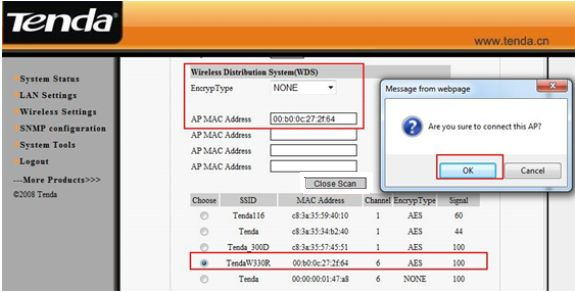 Tenda
www.tenda.cn
System Status
LAN Settings
Wireless Settings
SNMP configuration
System Tools
Logout
---More Products>>>
©2008 Tenda
Wireless Distribution System(WDS)
EncrypType NONE
AP MAC Address 00:b0:0c:27:2f:64
AP MAC Address
AP MAC Address
AP MAC Address
Close Scan
Choose SSID MAC Address Channel EncrypType Signal
Tenda116 c8:3a:35:59:40:10 1 AES 60
Tenda c8:3a:35:34:b2:40 1 AES 44
Tenda_300D c8:3a:35:57:45:51 1 AES 100
TendaW330R 00:b0:0c:27:2f:64 6 AES 100
Tenda 00:00:00:01:47:a8 6 NONE 100
Message from webpage
Are you sure to connect this AP?
OK Cancel